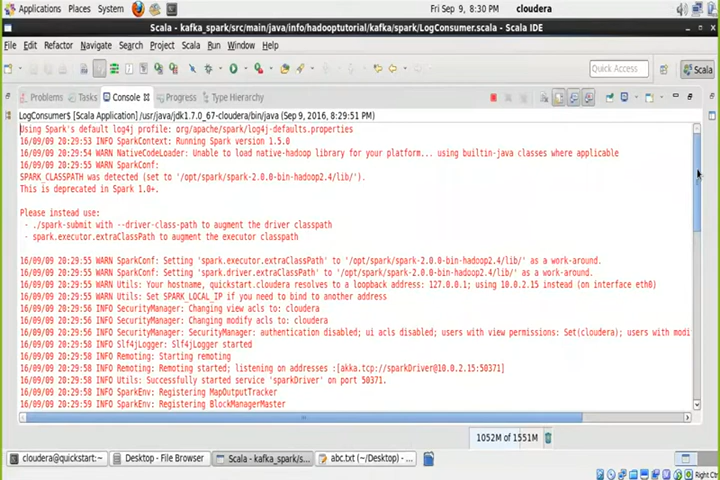 Applications Places System Fri Sep 9, 8:30 PM cloudera
Scala - kafka_spark/src/main/java/info/hadooptutorial/kafka/spark/LogConsumer.scala - Scala IDE
File Edit Refactor Navigate Search Project Scala Run Window Help
Quick Access Scala
Problems Tasks Console Progress Type Hierarchy
LogConsumer$ [Scala Application] /usr/java/jdk1.7.0_67-cloudera/bin/java (Sep 9, 2016 8:29:51 PM)
Using Spark's default log4j profile: org/apache/spark/log4j-defaults.properties
16/09/09 20:29:53 INFO SparkContext: Running Spark version 1.5.0
16/09/09 20:29:54 WARN NativeCodeLoader: Unable to load native-hadoop library for your platform... using builtin-java classes where applicable
16/09/09 20:29:55 WARN SparkConf:
SPARK_CLASSPATH was detected (set to '/opt/spark/spark-2.0.0-bin-hadoop2.4/lib/').
This is deprecated in Spark 1.0+.
Please instead use:
- ./spark-submit with --driver-class-path to augment the driver classpath
- spark.executor.extraClassPath to augment the executor classpath
16/09/09 20:29:55 WARN SparkConf: Setting 'spark.executor.extraClassPath' to '/opt/spark/spark-2.0.0-bin-hadoop2.4/lib/' as a work-around.
16/09/09 20:29:55 WARN SparkConf: Setting 'spark.driver.extraClassPath' to '/opt/spark/spark-2.0.0-bin-hadoop2.4/lib/' as a work-around.
16/09/09 20:29:55 WARN Utils: Your hostname, quickstart.cloudera resolves to a loopback address: 127.0.0.1; using 10.0.2.15 instead (on interface eth0)
16/09/09 20:29:55 WARN Utils: Set SPARK_LOCAL_IP if you need to bind to another address
16/09/09 20:29:56 INFO SecurityManager: Changing view acls to: cloudera
16/09/09 20:29:56 INFO SecurityManager: Changing modify acls to: cloudera
16/09/09 20:29:56 INFO SecurityManager: SecurityManager: authentication disabled; ui acls disabled; users with view permissions: Set(cloudera); users with modi
16/09/09 20:29:58 INFO Slf4jLogger: Slf4jLogger started
16/09/09 20:29:58 INFO Remoting: Starting remoting
16/09/09 20:29:59 INFO Remoting: Remoting started; listening on addresses :[akka.tcp://sparkDriver@10.0.2.15:50371]
16/09/09 20:29:59 INFO Utils: Successfully started service 'sparkDriver' on port 50371.
16/09/09 20:29:59 INFO SparkEnv: Registering MapOutputTracker
16/09/09 20:29:59 INFO SparkEnv: Registering BlockManagerMaster
1052M of 1551M
cloudera@quickstart:~ Desktop - File Browser Scala - kafka_spark/s... abc.txt (~/Desktop) - ...
Right Ctr